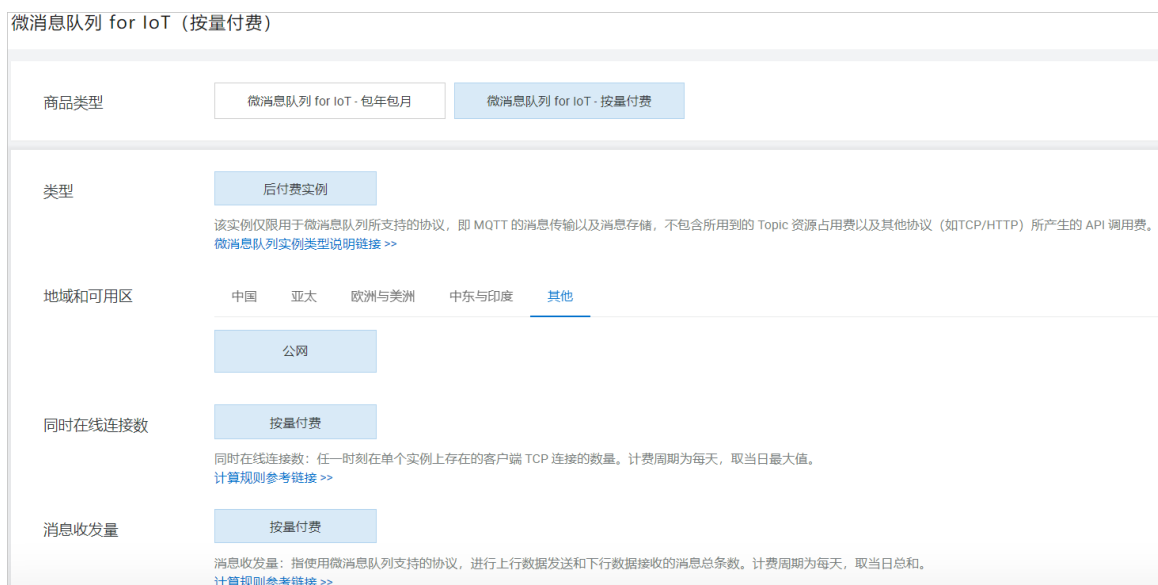 微消息队列 for IoT（按量付费）
商品类型 微消息队列 for IoT - 包年包月 微消息队列 for IoT - 按量付费
类型 后付费实例
该实例仅限用于微消息队列所支持的协议，即 MQTT 的消息传输以及消息存储，不包含所用到的 Topic 资源占用费以及其他协议（如TCP/HTTP）所产生的 API 调用费。
微消息队列实例类型说明链接 >>
地域和可用区 中国 亚太 欧洲与美洲 中东与印度 其他
公网
同时在线连接数 按量付费
同时在线连接数：任一时刻在单个实例上存在的客户端 TCP 连接的数量。计费周期为每天，取当日最大值。
计算规则参考链接 >>
消息收发量 按量付费
消息收发量：指使用微消息队列支持的协议，进行上行数据发送和下行数据接收的消息总条数。计费周期为每天，取当日总和。
计算规则参考链接 >>